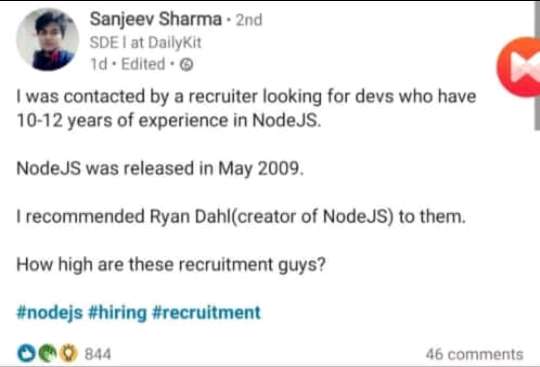 Sanjeev Sharma · 2nd
SDE I at DailyKit
1d · Edited ·
I was contacted by a recruiter looking for devs who have
10-12 years of experience in NodeJS.
NodeJS was released in May 2009.
I recommended Ryan Dahl(creator of NodeJS) to them.
How high are these recruitment guys?
#nodejs #hiring #recruitment
844
46 comments